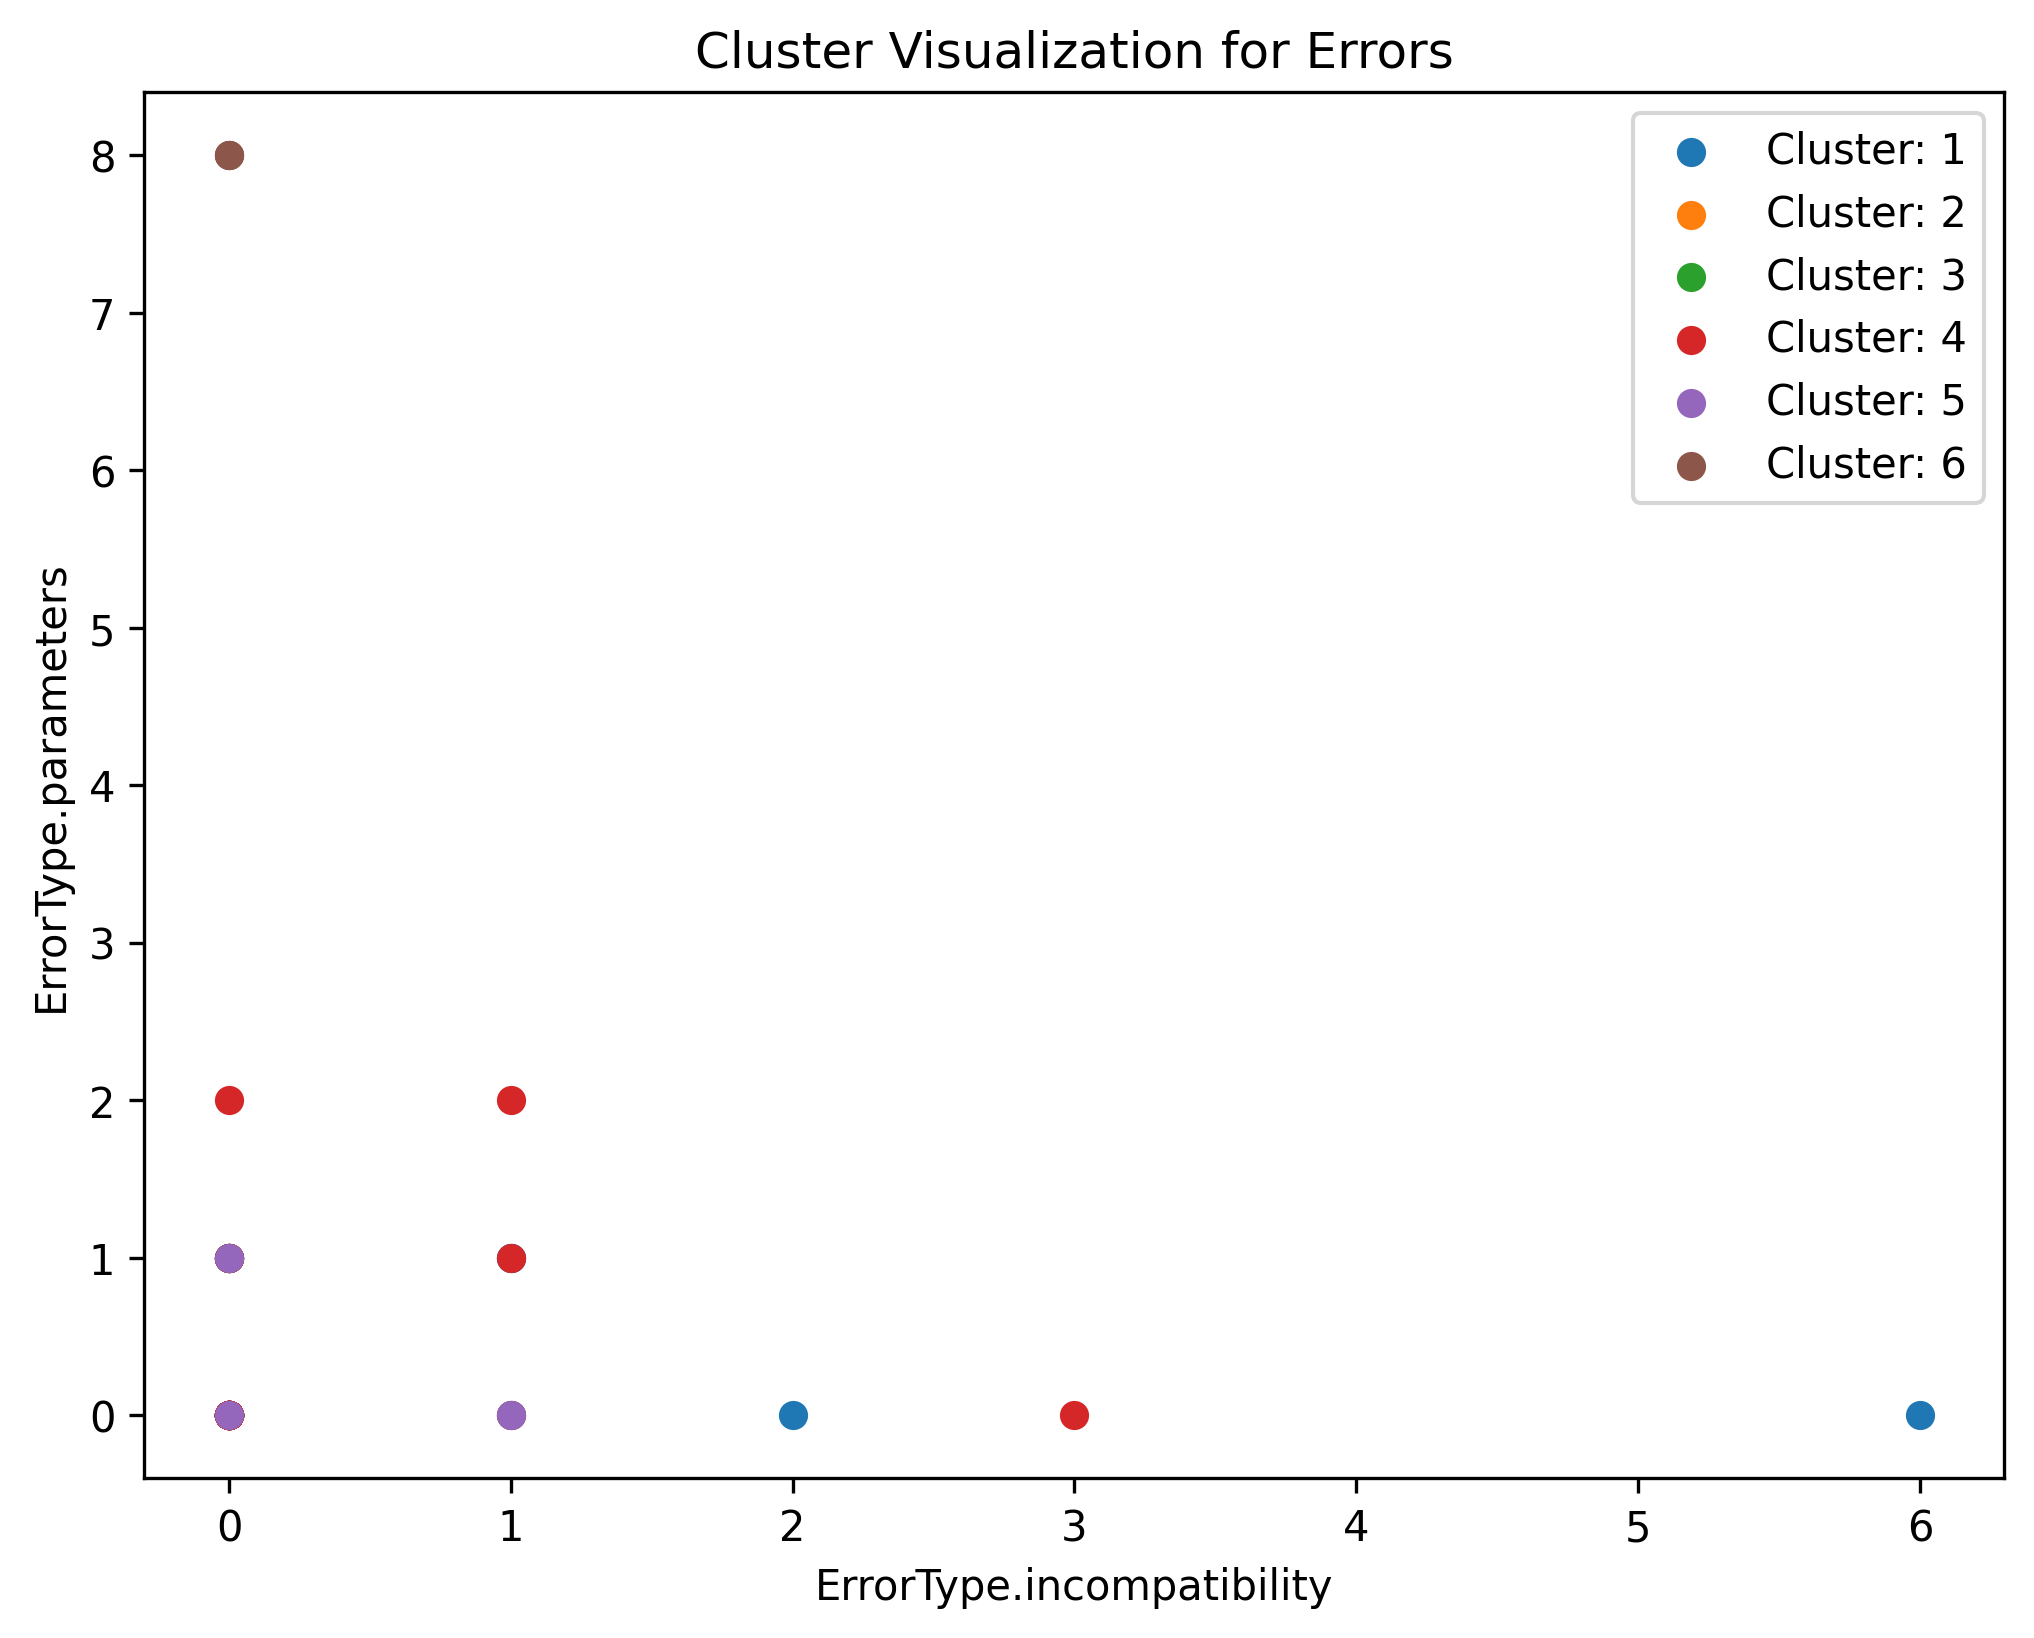 Cluster Visualization for Errors
Cluster: 1
Cluster: 2
Cluster: 3
Cluster: 4
Cluster: 5
Cluster: 6
ErrorType.parameters
8
7
6
5
4
3
2
1
0
0 1 2 3 4 5 6
ErrorType.incompatibility